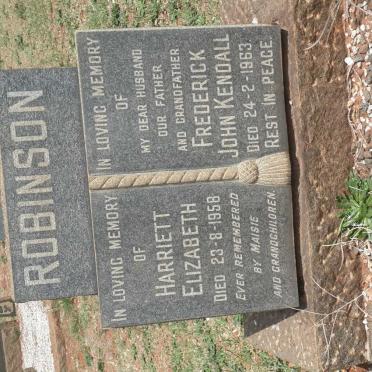 ROBINSON
IN LOVING MEMORY
OF
MY DEAR HUSBAND
OUR FATHER
AND GRANDFATHER
FREDERICK
JOHN KENDALL
DIED 24-2-1963.
REST IN PEACE.
IN LOVING MEMORY
OF
HARRIETT
ELIZABETH
DIED 23-8-1958
EVER REMEMBERED
BY MAISIE
AND GRANDCHILDREN.